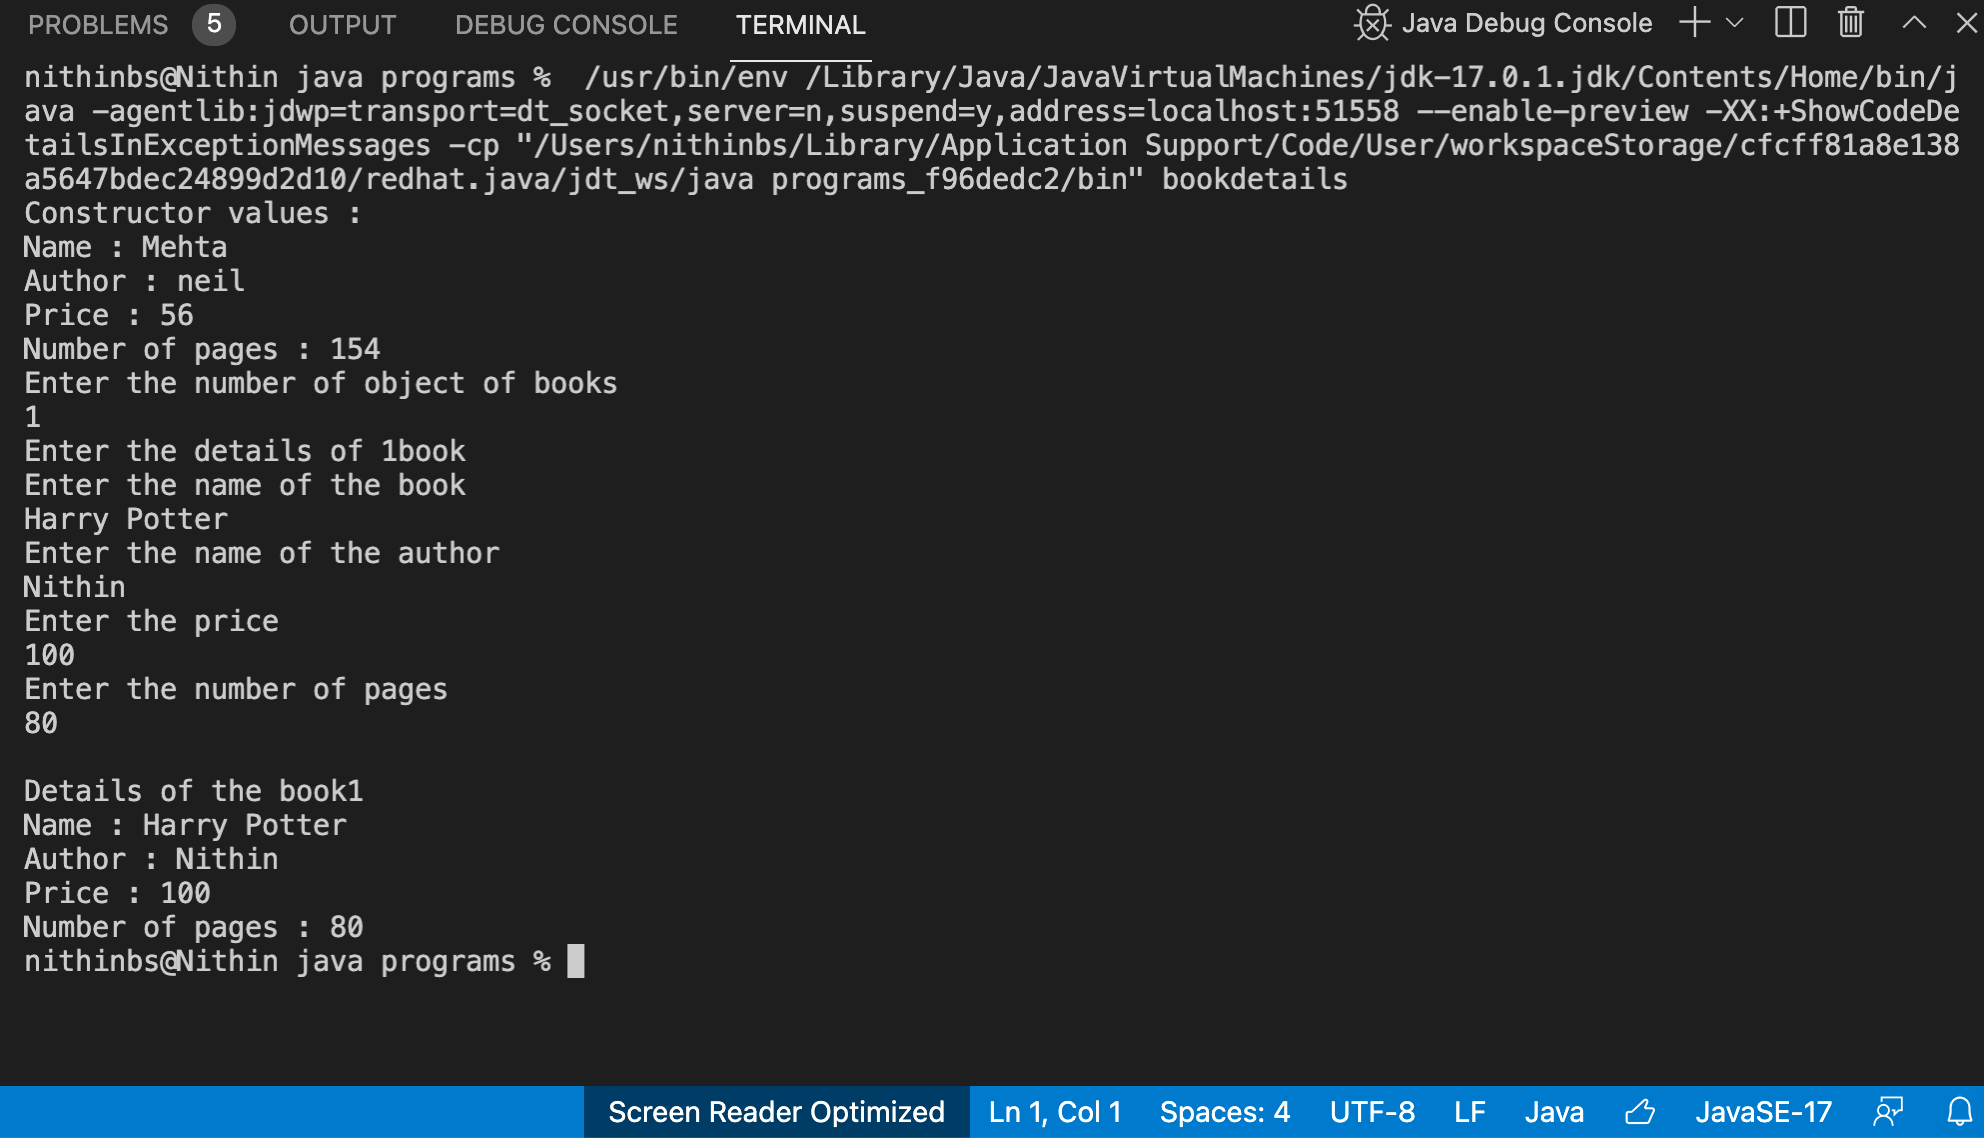 PROBLEMS 5 OUTPUT DEBUG CONSOLE TERMINAL Java Debug Console
nithinbs@Nithin java programs %  /usr/bin/env /Library/Java/JavaVirtualMachines/jdk-17.0.1.jdk/Contents/Home/bin/j
ava -agentlib:jdwp=transport=dt_socket,server=n,suspend=y,address=localhost:51558 --enable-preview -XX:+ShowCodeDe
tailsInExceptionMessages -cp "/Users/nithinbs/Library/Application Support/Code/User/workspaceStorage/cfcff81a8e138
a5647bdec24899d2d10/redhat.java/jdt_ws/java programs_f96dedc2/bin" bookdetails
Constructor values :
Name : Mehta
Author : neil
Price : 56
Number of pages : 154
Enter the number of object of books
1
Enter the details of 1book
Enter the name of the book
Harry Potter
Enter the name of the author
Nithin
Enter the price
100
Enter the number of pages
80
Details of the book1
Name : Harry Potter
Author : Nithin
Price : 100
Number of pages : 80
nithinbs@Nithin java programs %
Screen Reader Optimized Ln 1, Col 1 Spaces: 4 UTF-8 LF Java JavaSE-17